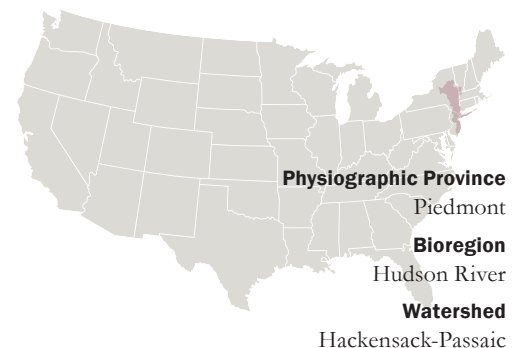 Physiographic Province
Piedmont
Bioregion
Hudson River
Watershed
Hackensack-Passaic